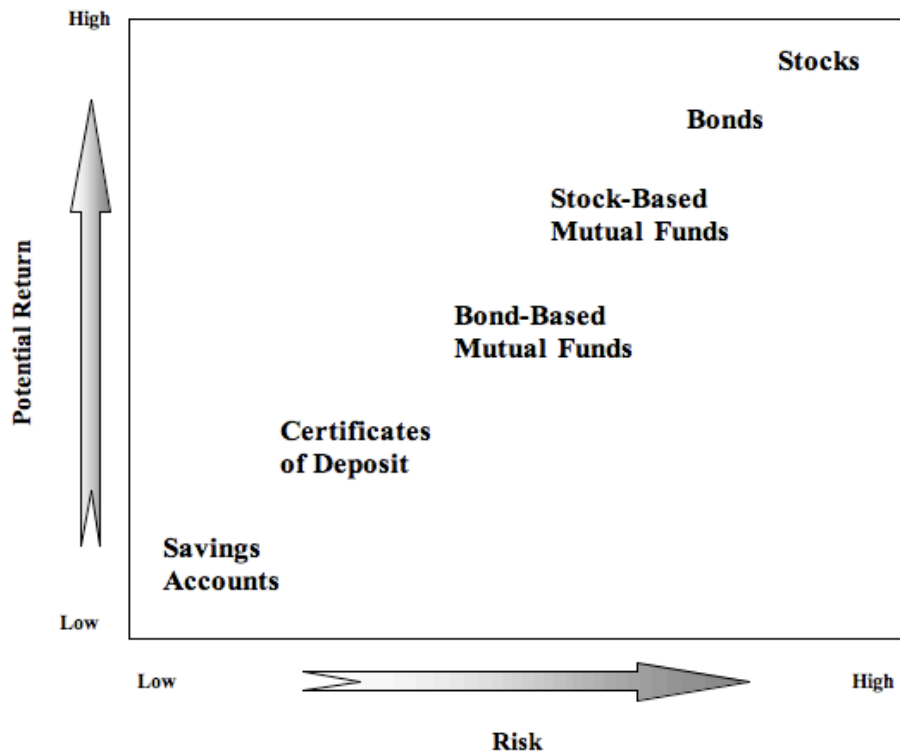 High
Stocks
Bonds
Stock-Based
Mutual Funds
Potential Return
Bond-Based
Mutual Funds
Certificates
of Deposit
Savings
Accounts
Low
Low
High
Risk